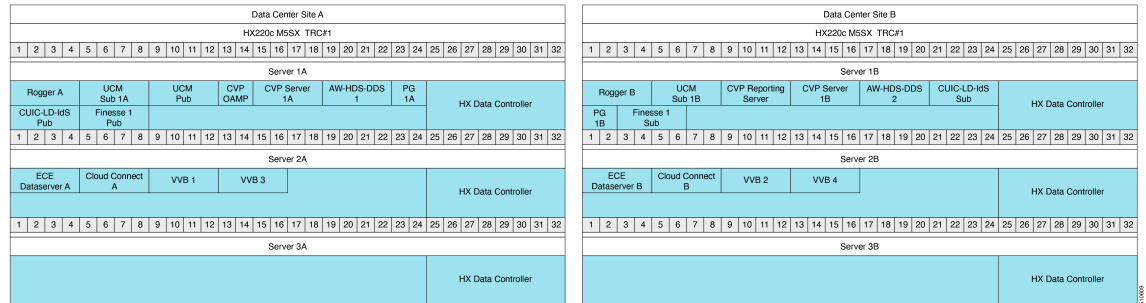 Data Center Site A
HX220c M5SX TRC#1
1 2 3 4 5 6 7 8 9 10 11 12 13 14 15 16 17 18 19 20 21 22 23 24 25 26 27 28 29 30 31 32
Server 1A
Rogger A
UCM
Sub 1A
UCM
Pub
CVP
OAMP
CVP Server
1A
AW-HDS-DDS
1
PG
1A
HX Data Controller
CUIC-LD-IdS
Pub
Finesse 1
Pub
1 2 3 4 5 6 7 8 9 10 11 12 13 14 15 16 17 18 19 20 21 22 23 24 25 26 27 28 29 30 31 32
Server 2A
ECE
Dataserver A
Cloud Connect
A
VVB 1
VVB 3
HX Data Controller
1 2 3 4 5 6 7 8 9 10 11 12 13 14 15 16 17 18 19 20 21 22 23 24 25 26 27 28 29 30 31 32
Server 3A
HX Data Controller
Data Center Site B
HX220c M5SX TRC#1
1 2 3 4 5 6 7 8 9 10 11 12 13 14 15 16 17 18 19 20 21 22 23 24 25 26 27 28 29 30 31 32
Server 1B
Rogger B
UCM
Sub 1B
CVP Reporting
Server
CVP Server
1B
AW-HDS-DDS
2
CUIC-LD-IdS
Sub
HX Data Controller
PG
1B
Finesse 1
Sub
1 2 3 4 5 6 7 8 9 10 11 12 13 14 15 16 17 18 19 20 21 22 23 24 25 26 27 28 29 30 31 32
Server 2B
ECE
Dataserver B
Cloud Connect
B
VVB 2
VVB 4
HX Data Controller
1 2 3 4 5 6 7 8 9 10 11 12 13 14 15 16 17 18 19 20 21 22 23 24 25 26 27 28 29 30 31 32
Server 3B
HX Data Controller